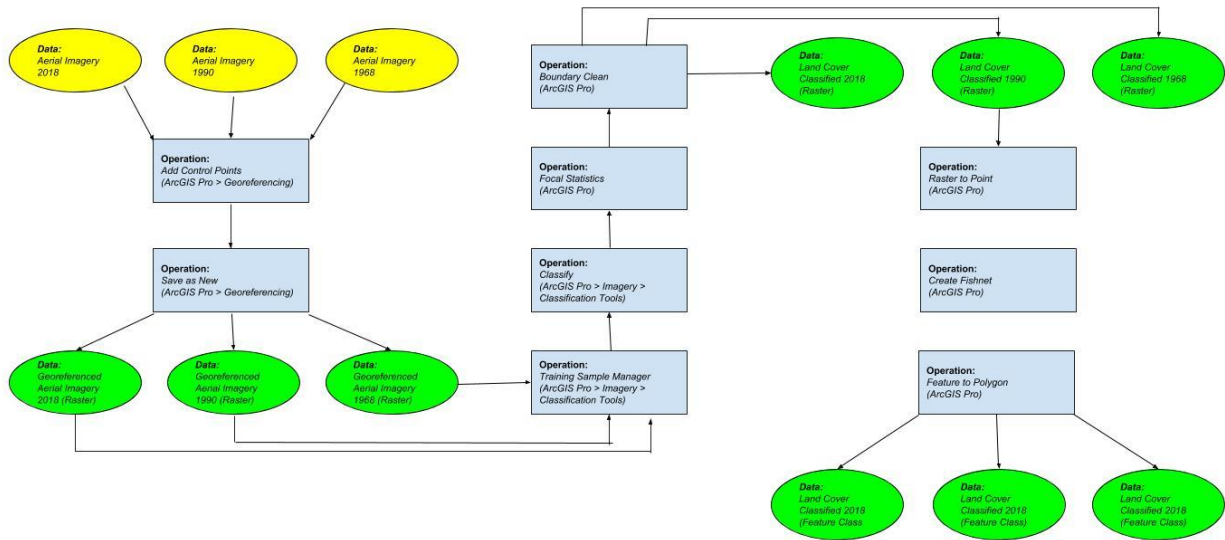 Data:
Aerial Imagery
2018
Data:
Aerial Imagery
1990
Data:
Aerial Imagery
1968
Operation:
Add Control Points
(ArcGIS Pro > Georeferencing)
Operation:
Save as New
(ArcGIS Pro > Georeferencing)
Data:
Georeferenced
Aerial Imagery
2018 (Raster)
Data:
Georeferenced
Aerial Imagery
1990 (Raster)
Data:
Georeferenced
Aerial Imagery
1968 (Raster)
Operation:
Training Sample Manager
(ArcGIS Pro > Imagery >
Classification Tools)
Operation:
Classify
(ArcGIS Pro > Imagery >
Classification Tools)
Operation:
Focal Statistics
(ArcGIS Pro)
Operation:
Boundary Clean
(ArcGIS Pro)
Data:
Land Cover
Classified 2018
(Raster)
Data:
Land Cover
Classified 1990
(Raster)
Data:
Land Cover
Classified 1968
(Raster)
Operation:
Raster to Point
(ArcGIS Pro)
Operation:
Create Fishnet
(ArcGIS Pro)
Operation:
Feature to Polygon
(ArcGIS Pro)
Data:
Land Cover
Classified 2018
(Feature Class
Data:
Land Cover
Classified 2018
(Feature Class)
Data:
Land Cover
Classified 2018
(Feature Class)